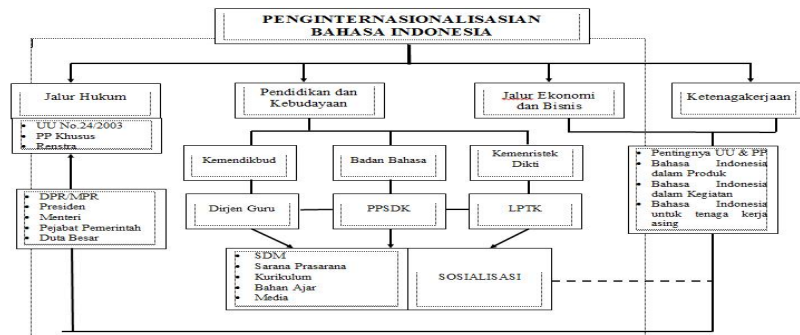 PENGINTERNASIONALISASIAN
BAHASA INDONESIA
Jalur Hukum
Pendidikan dan
Kebudayaan
Jalur Ekonomi
dan Bisnis
Ketenagakerjaan
• UU No.24/2003
• PP Khusus
• Renstra
Kemendikbud
Badan Bahasa
Kemenristek
Dikti
• Pentingnya UU & PP
• Bahasa Indonesia
dalam Produk
• Bahasa Indonesia
dalam Kegiatan
• Bahasa Indonesia
untuk tenaga kerja
asing
• DPR/MPR
• Presiden
• Menteri
• Pejabat Pemerintah
• Duta Besar
Dirjen Guru
PPSDK
LPTK
• SDM
• Sarana Prasarana
• Kurikulum
• Bahan Ajar
• Media
SOSIALISASI